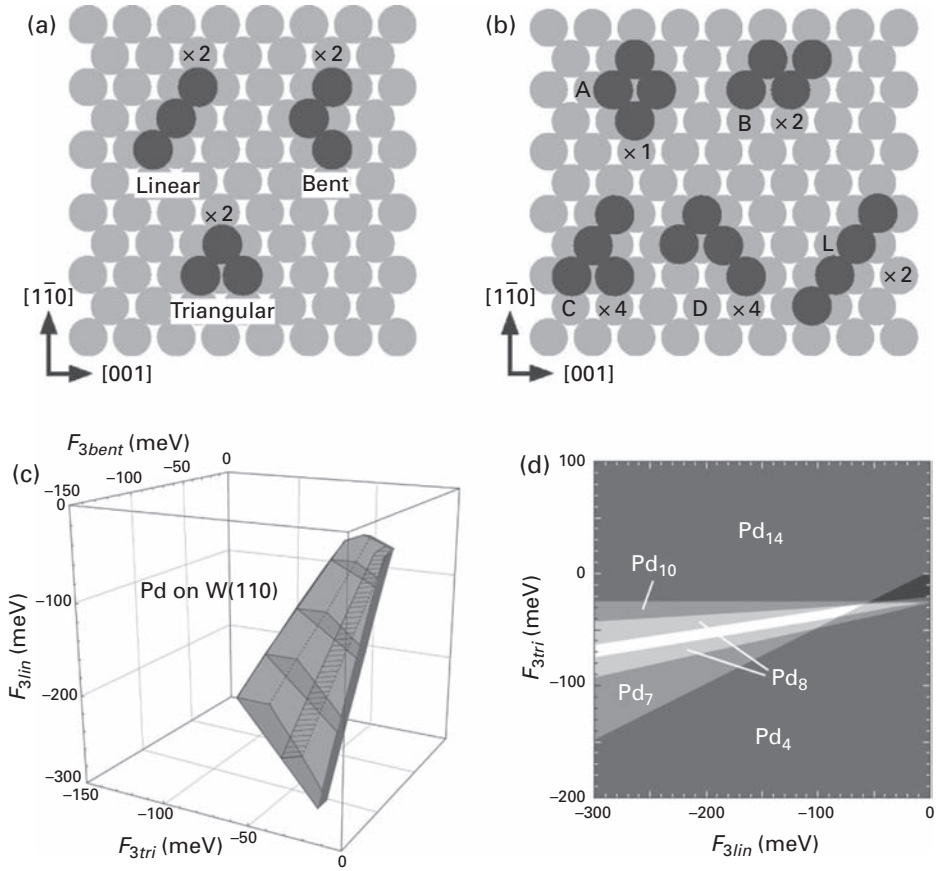 (a)
×2
×2
Linear
Bent
×2
Triangular
[11̄0]
[001]
(b)
A
B
×2
×1
L
×2
C
×4
D
×4
[11̄0]
[001]
(c)
F3bent (meV)
0
−50
−100
−150
0
Pd on W(110)
−100
F3lin (meV)
−200
−300
−150
−100
−50
0
F3tri (meV)
(d)
100
Pd14
Pd10
0
F3tri (meV)
−100
Pd8
Pd7
Pd4
−200
−300
−200
−100
0
F3lin (meV)